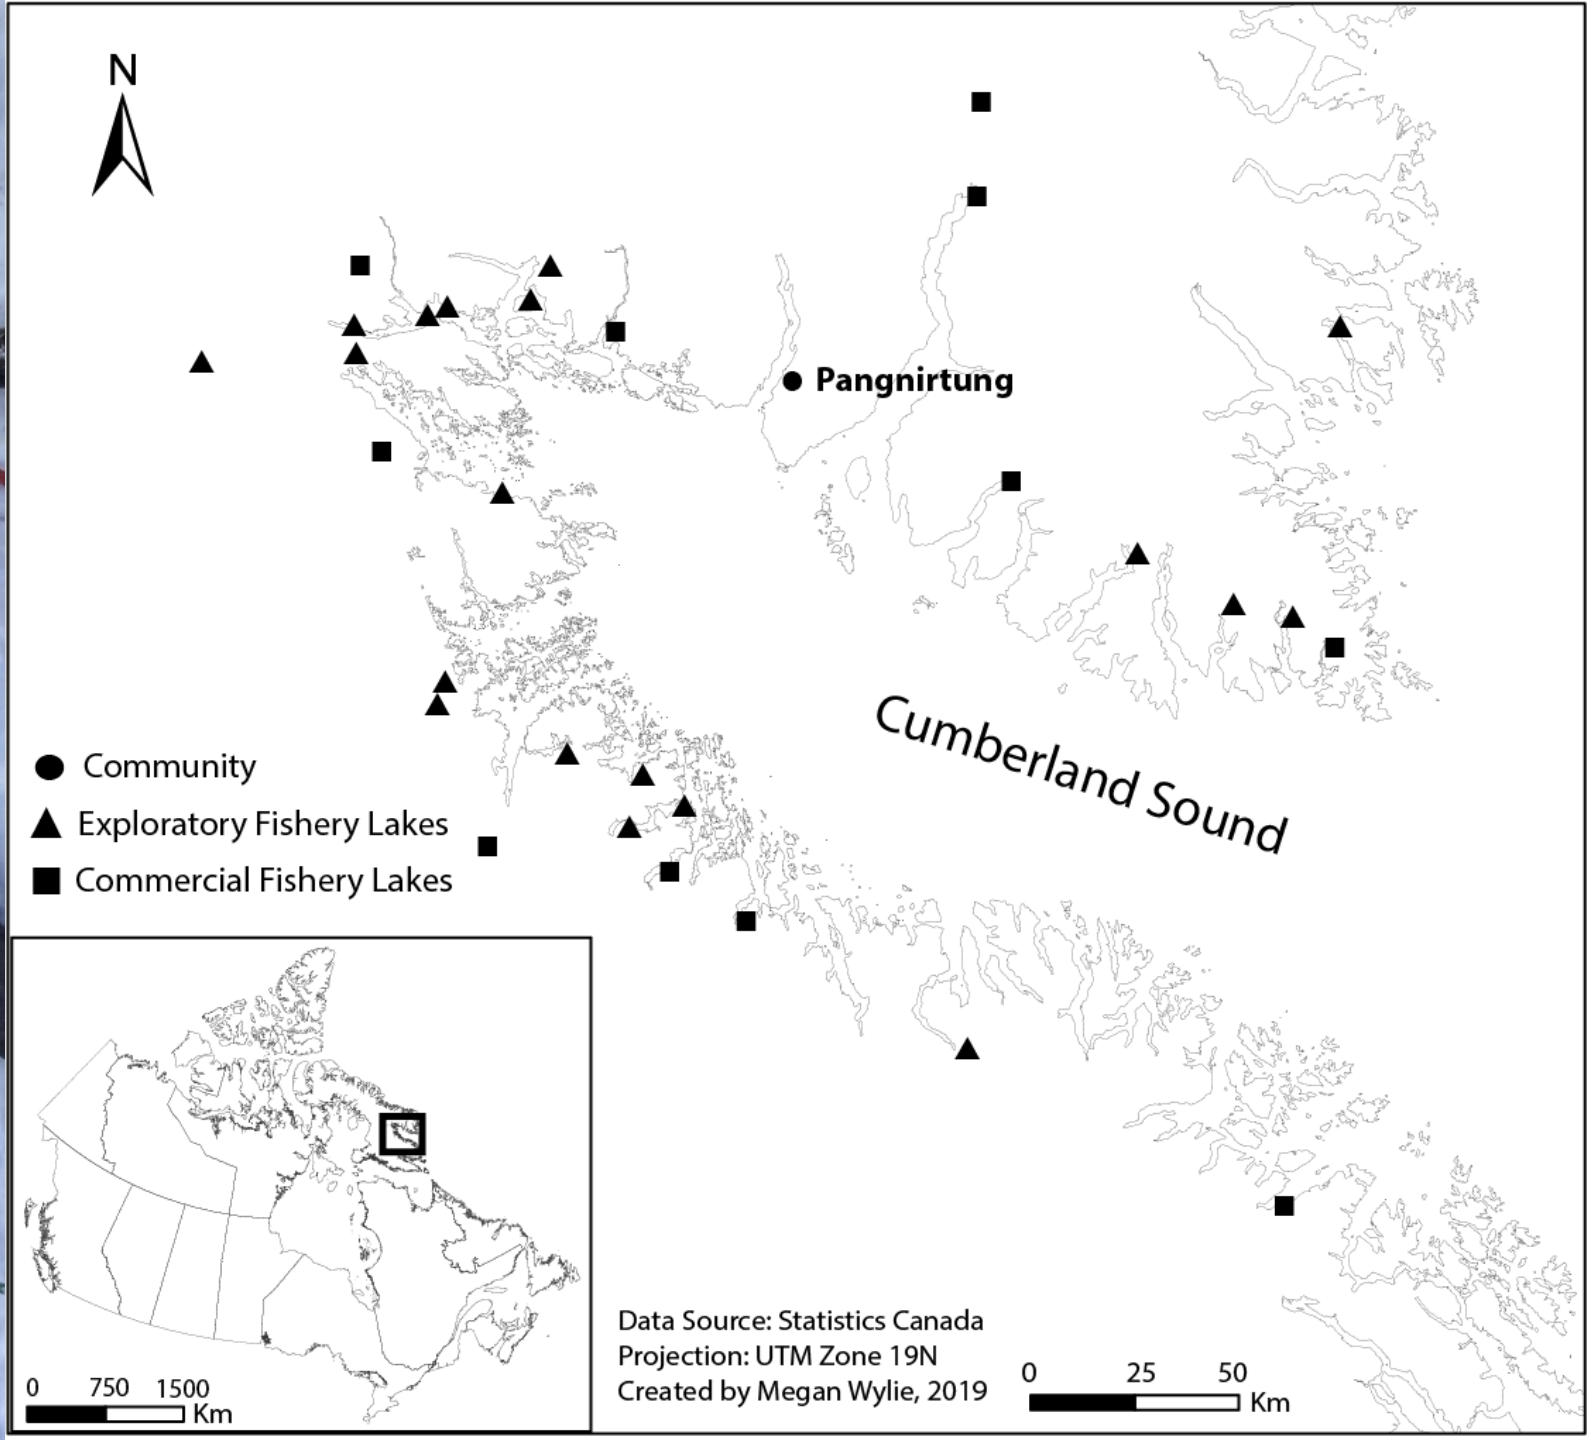 N
Pangnirtung
Cumberland Sound
Community
Exploratory Fishery Lakes
Commercial Fishery Lakes
0 750 1500
Km
Data Source: Statistics Canada
Projection: UTM Zone 19N
Created by Megan Wylie, 2019
0 25 50
Km